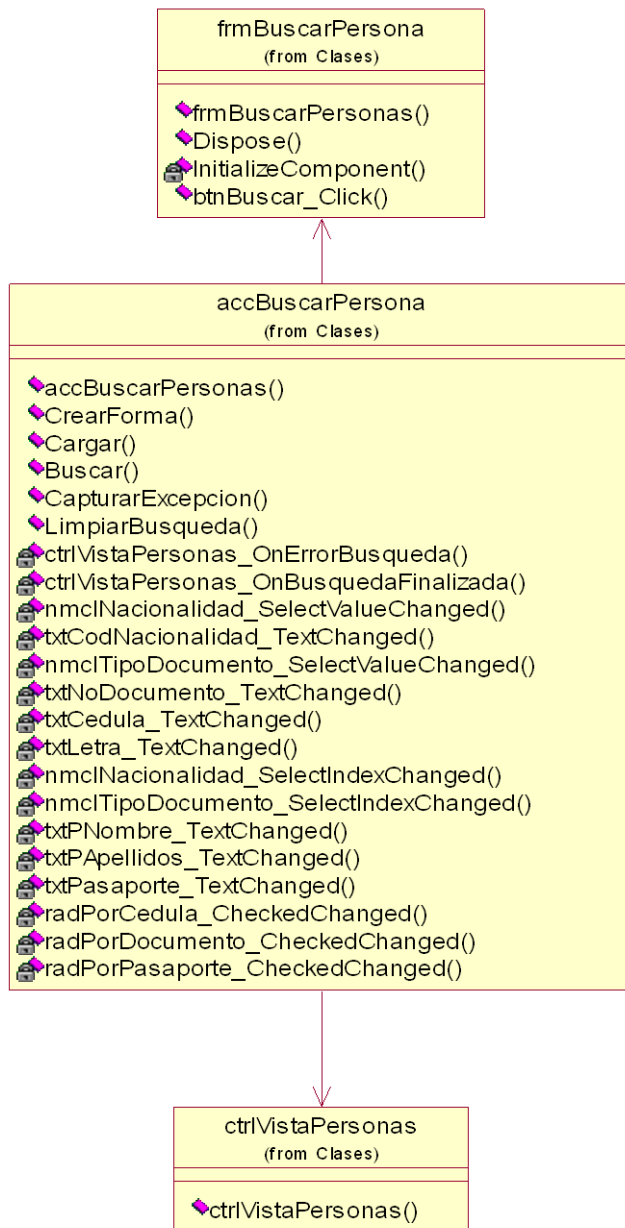 frmBuscarPersona
(from Clases)
frmBuscarPersonas()
Dispose()
InitializeComponent()
btnBuscar_Click()
accBuscarPersona
(from Clases)
accBuscarPersonas()
CrearForma()
Cargar()
Buscar()
CapturarExcepcion()
LimpiarBusqueda()
ctrlVistaPersonas_OnErrorBusqueda()
ctrlVistaPersonas_OnBusquedaFinalizada()
nmclNacionalidad_SelectValueChanged()
txtCodNacionalidad_TextChanged()
nmclTipoDocumento_SelectValueChanged()
txtNoDocumento_TextChanged()
txtCedula_TextChanged()
txtLetra_TextChanged()
nmclNacionalidad_SelectIndexChanged()
nmclTipoDocumento_SelectIndexChanged()
txtPNombre_TextChanged()
txtPApellidos_TextChanged()
txtPasaporte_TextChanged()
radPorCedula_CheckedChanged()
radPorDocumento_CheckedChanged()
radPorPasaporte_CheckedChanged()
ctrlVistaPersonas
(from Clases)
ctrlVistaPersonas()